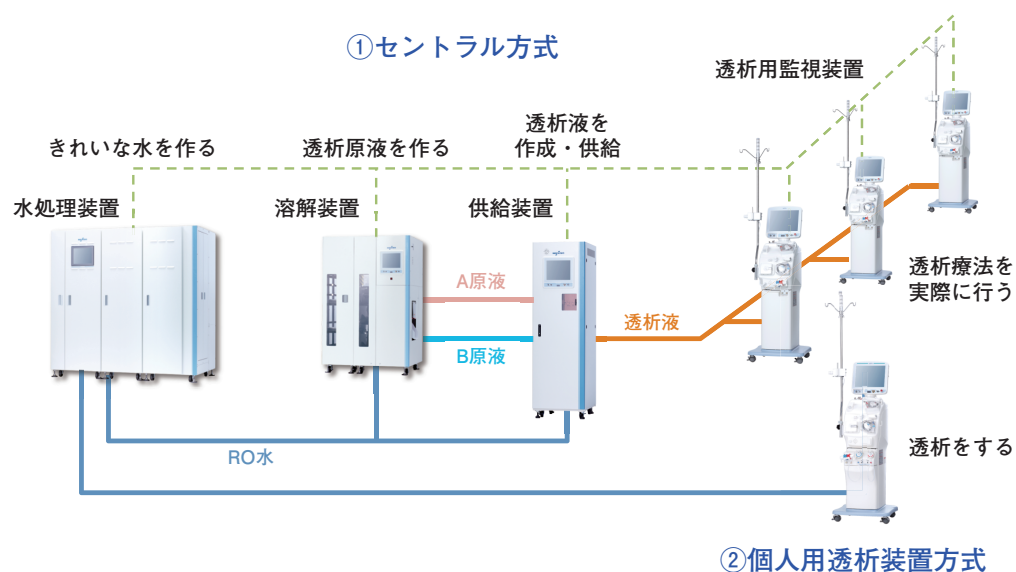 ①セントラル方式
透析用監視装置
きれいな水を作る
透析原液を作る
透析液を
作成・供給
水処理装置
溶解装置
供給装置
A原液
B原液
透析液
透析療法を
実際に行う
RO水
透析をする
②個人用透析装置方式